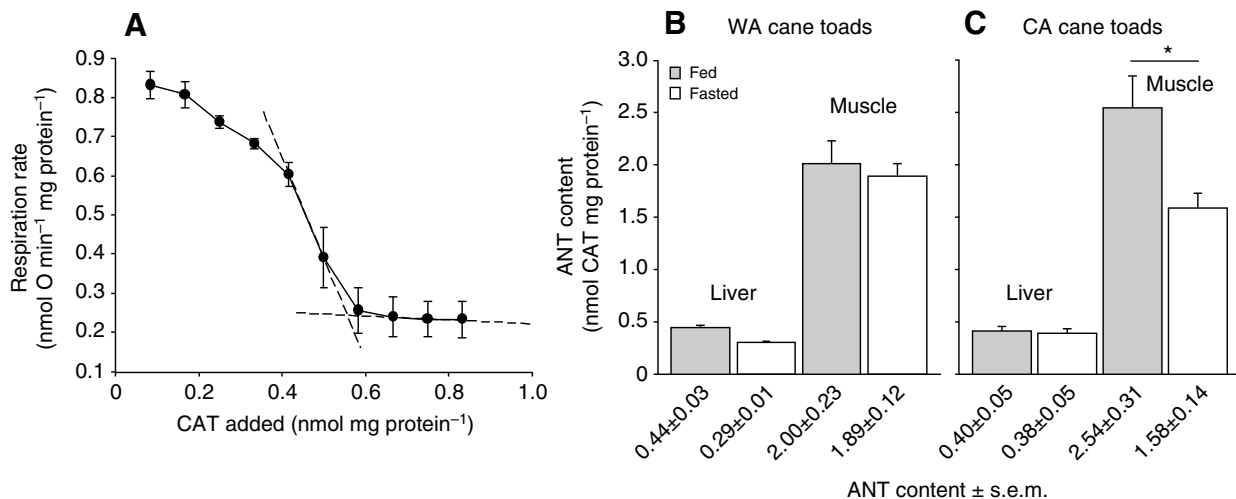 A
Respiration rate
(nmol O min⁻¹ mg protein⁻¹)
0.9
0.8
0.7
0.6
0.5
0.4
0.3
0.2
0.1
0
0.2
0.4
0.6
0.8
1.0
CAT added (nmol mg protein⁻¹)
B
WA cane toads
ANT content
(nmol CAT mg protein⁻¹)
3.0
2.5
2.0
1.5
1.0
0.5
0
Fed
Fasted
Liver
Muscle
0.44±0.03
0.29±0.01
2.00±0.23
1.89±0.12
C
CA cane toads
*
Muscle
Liver
0.40±0.05
0.38±0.05
2.54±0.31
1.58±0.14
ANT content ± s.e.m.